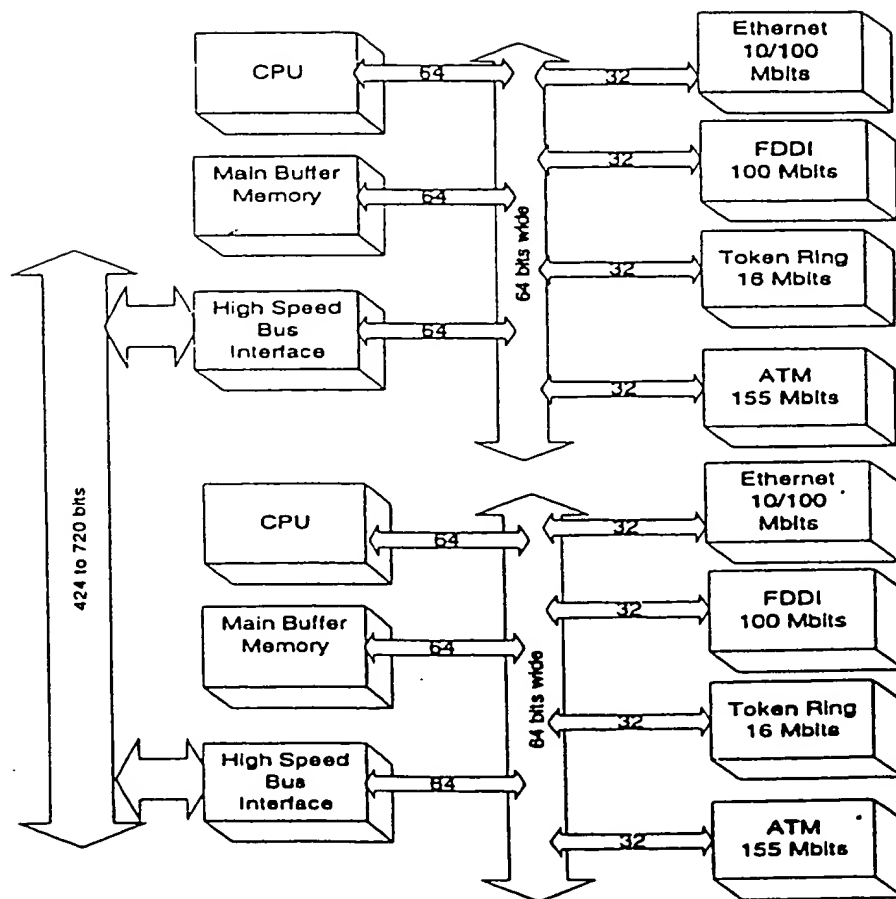 CPU
64
32
Ethernet
10/100
Mbits
Main Buffer
Memory
64
32
FDDI
100 Mbits
64 bits wide
32
Token Ring
16 Mbits
High Speed
Bus
Interface
64
32
ATM
155 Mbits
424 to 720 bits
CPU
64
32
Ethernet
10/100
Mbits
Main Buffer
Memory
64
32
FDDI
100 Mbits
64 bits wide
32
Token Ring
16 Mbits
High Speed
Bus
Interface
64
32
ATM
155 Mbits